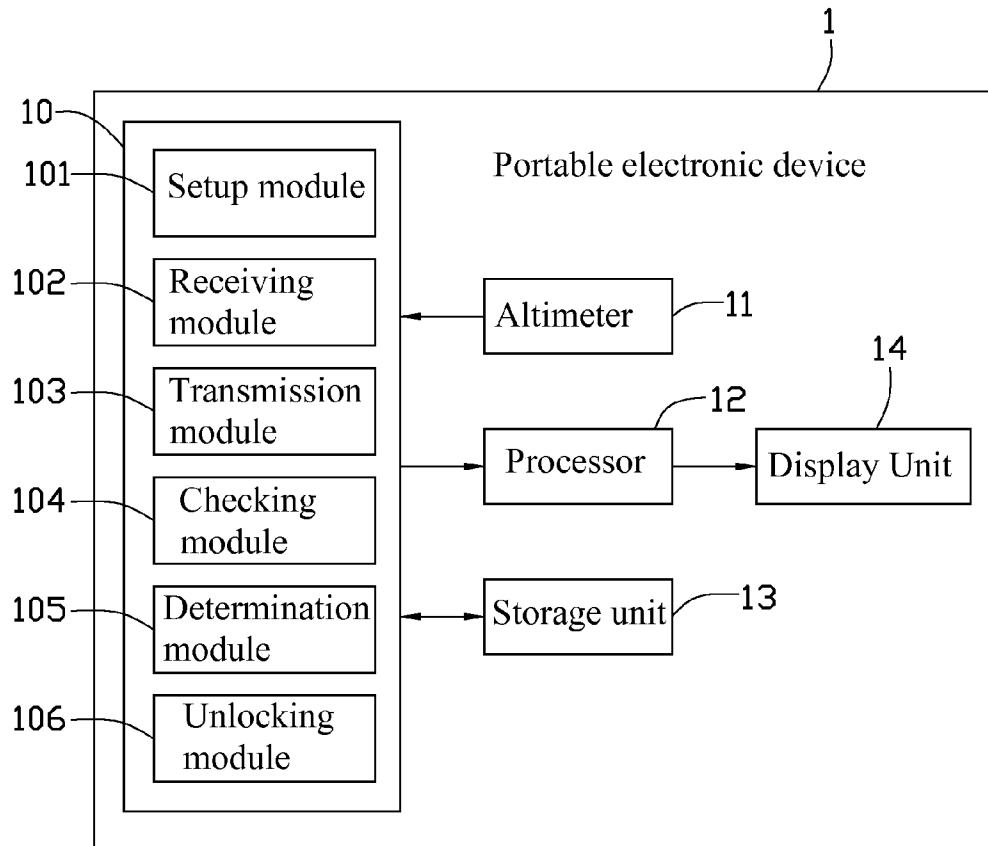 1
10
101
Setup module
Portable electronic device
102
Receiving
module
Altimeter
11
103
Transmission
module
12
Processor
14
Display Unit
104
Checking
module
105
Determination
module
Storage unit
13
106
Unlocking
module